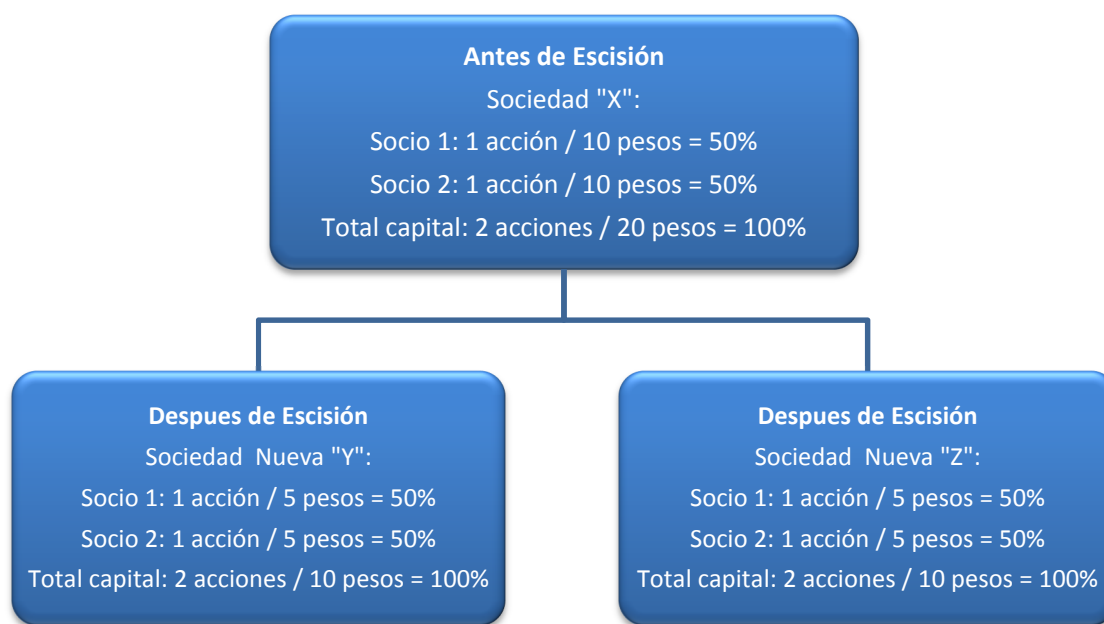 Antes de Escisión
Sociedad "X":
Socio 1: 1 acción / 10 pesos = 50%
Socio 2: 1 acción / 10 pesos = 50%
Total capital: 2 acciones / 20 pesos = 100%
Despues de Escisión
Sociedad Nueva "Y":
Socio 1: 1 acción / 5 pesos = 50%
Socio 2: 1 acción / 5 pesos = 50%
Total capital: 2 acciones / 10 pesos = 100%
Despues de Escisión
Sociedad Nueva "Z":
Socio 1: 1 acción / 5 pesos = 50%
Socio 2: 1 acción / 5 pesos = 50%
Total capital: 2 acciones / 10 pesos = 100%